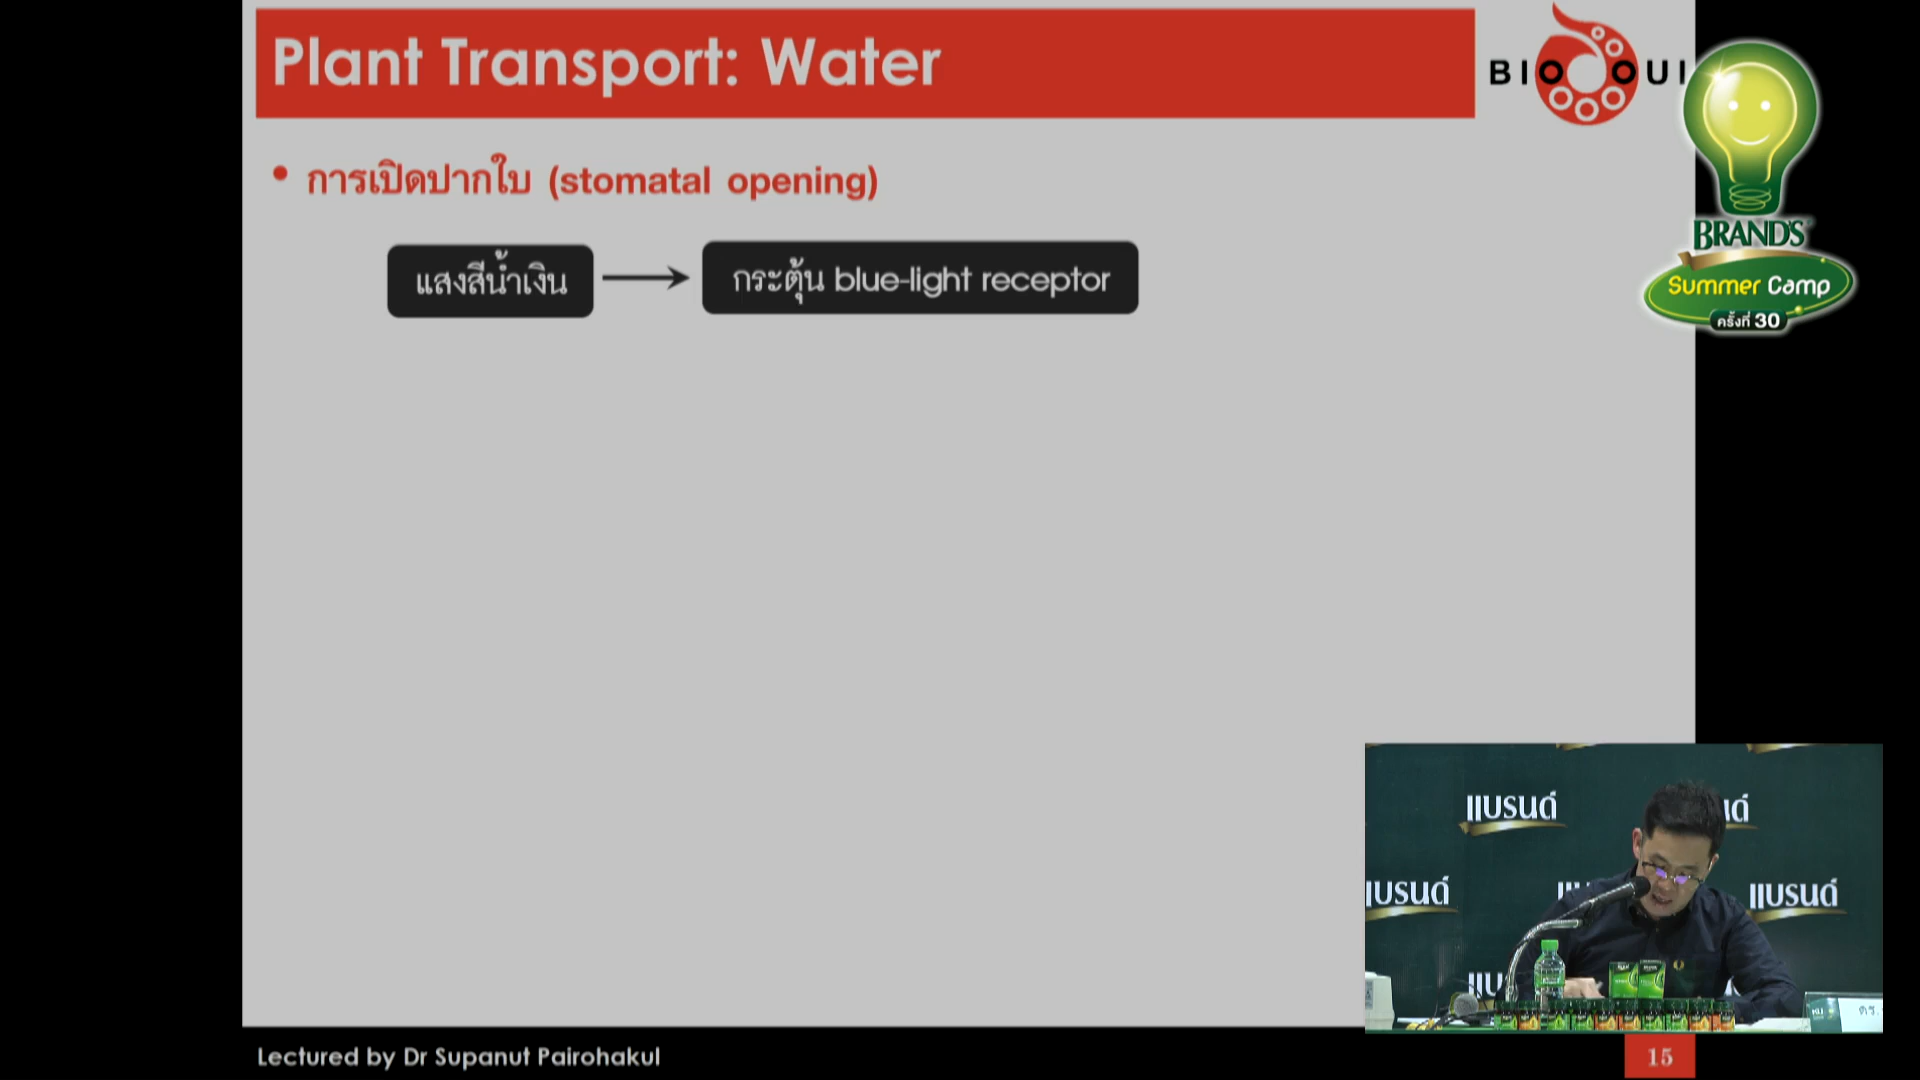 Plant Transport: Water
BIO OUI
• การเปิดปากใบ (stomatal opening)
แสงสีน้ำเงิน
กระตุ้น blue-light receptor
BRAND'S®
Summer Camp
ครั้งที่ 30
แบรนด์
แบรนด์
แบรนด์
Lectured by Dr Supanut Pairohakul
15